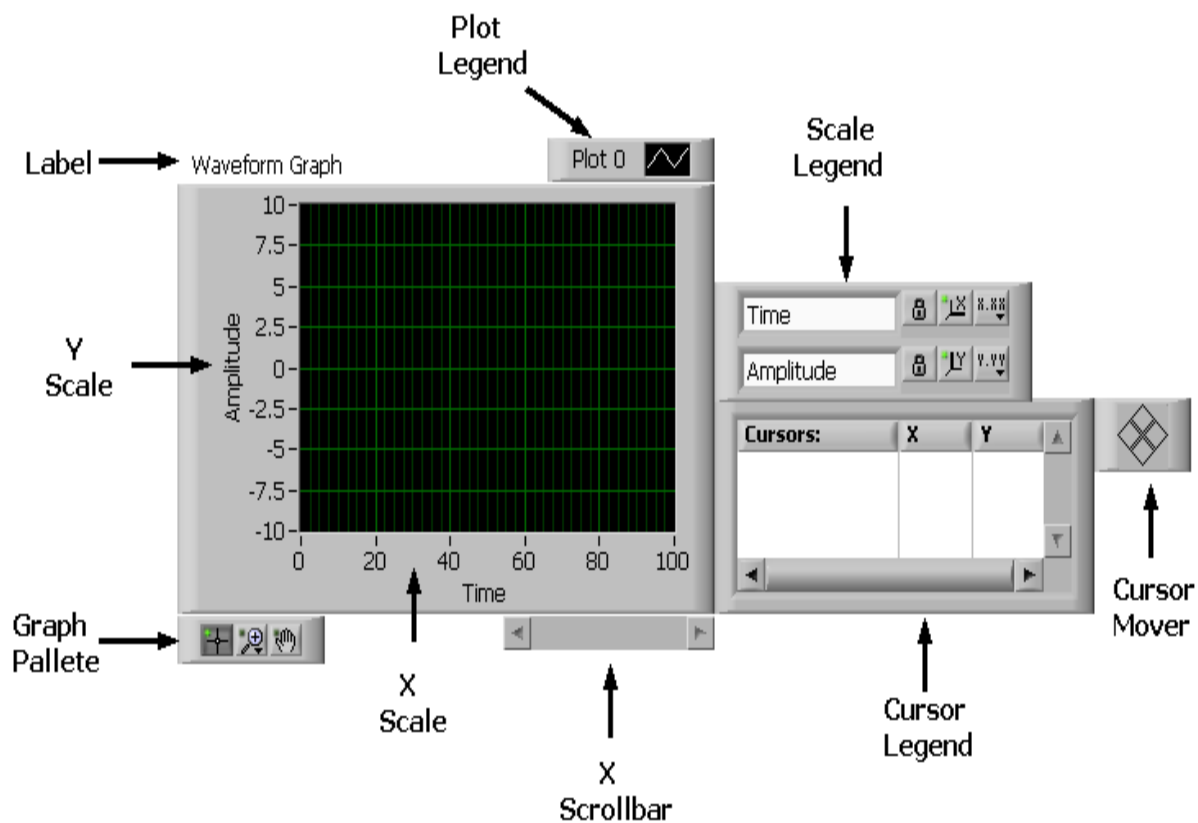 Plot
Legend
Label
Waveform Graph
Plot 0
Scale
Legend
10
7.5
5
2.5
0
-2.5
-5
-7.5
-10
Amplitude
Y
Scale
0
20
40
60
80
100
Time
Time
X.XX
Amplitude
Y.YY
Cursors:
X
Y
Cursor
Mover
Graph
Pallete
X
Scale
X
Scrollbar
Cursor
Legend